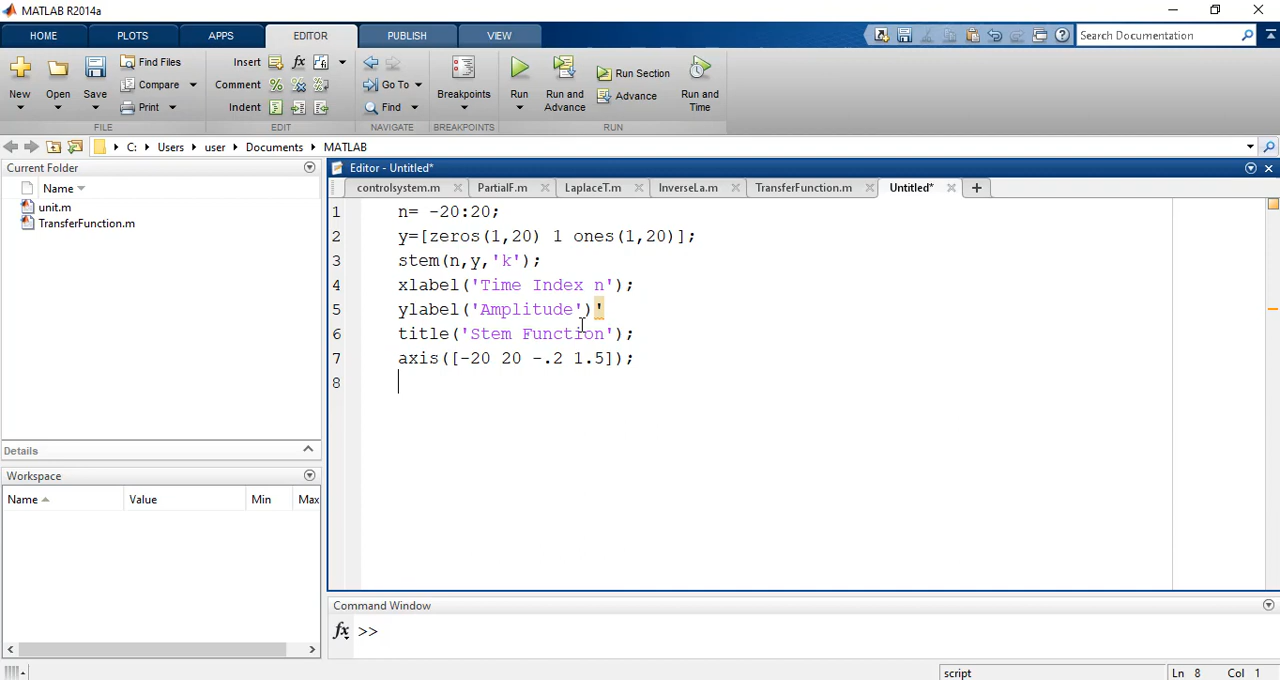 MATLAB R2014a
HOME PLOTS APPS EDITOR PUBLISH VIEW Search Documentation
New Open Save Find Files Compare Print Insert Comment Indent Go To Find Breakpoints Run Run and Advance Run Section Advance Run and Time
FILE EDIT NAVIGATE BREAKPOINTS RUN
C: Users user Documents MATLAB
Current Folder
Name
unit.m
TransferFunction.m
Details
Workspace
Name Value Min Max
Editor - Untitled*
controlsystem.m PartialF.m LaplaceT.m InverseLa.m TransferFunction.m Untitled*
1 n= -20:20;
2 y=[zeros(1,20) 1 ones(1,20)];
3 stem(n,y,'k');
4 xlabel('Time Index n');
5 ylabel('Amplitude')'
6 title('Stem Function');
7 axis([-20 20 -.2 1.5]);
8
Command Window
fx >>
script Ln 8 Col 1